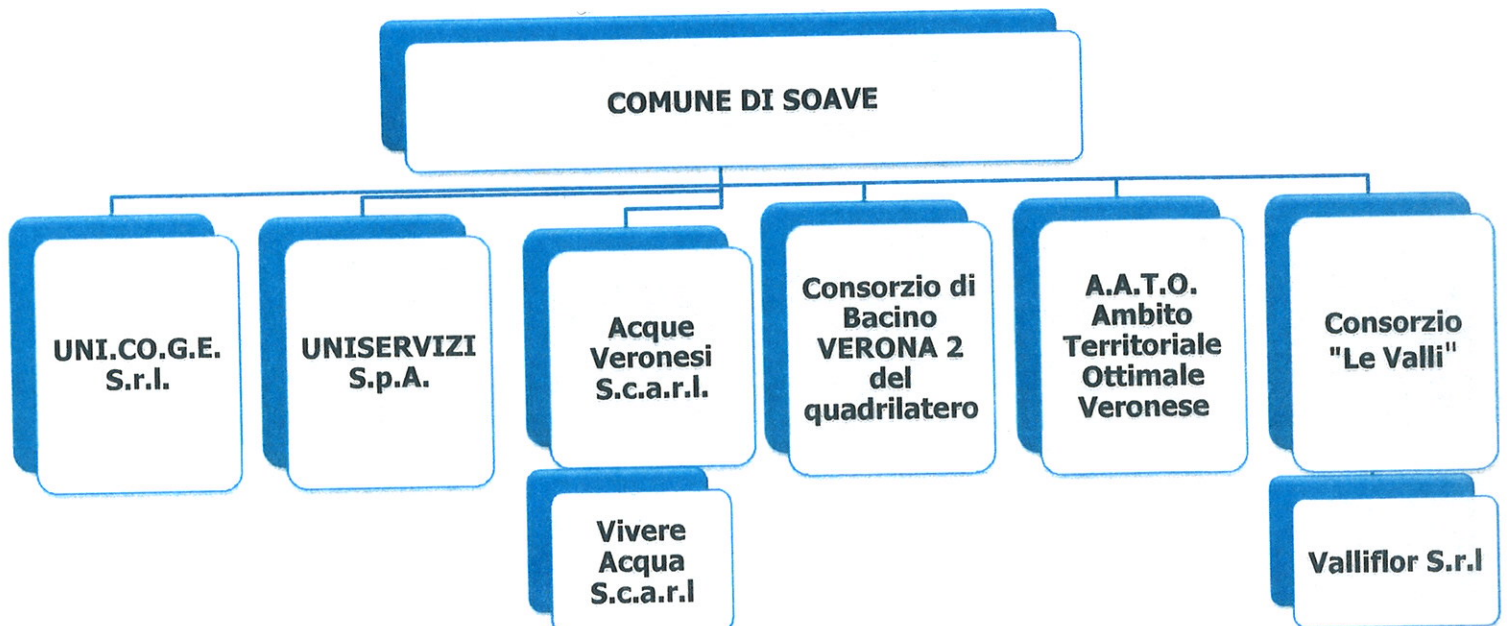 COMUNE DI SOAVE
UNI.CO.G.E.
S.r.l.
UNISERVIZI
S.p.A.
Acque
Veronesi
S.c.a.r.l.
Consorzio di
Bacino
VERONA 2
del
quadrilatero
A.A.T.O.
Ambito
Territoriale
Ottimale
Veronese
Consorzio
"Le Valli"
Vivere
Acqua
S.c.a.r.l
Valliflor S.r.l